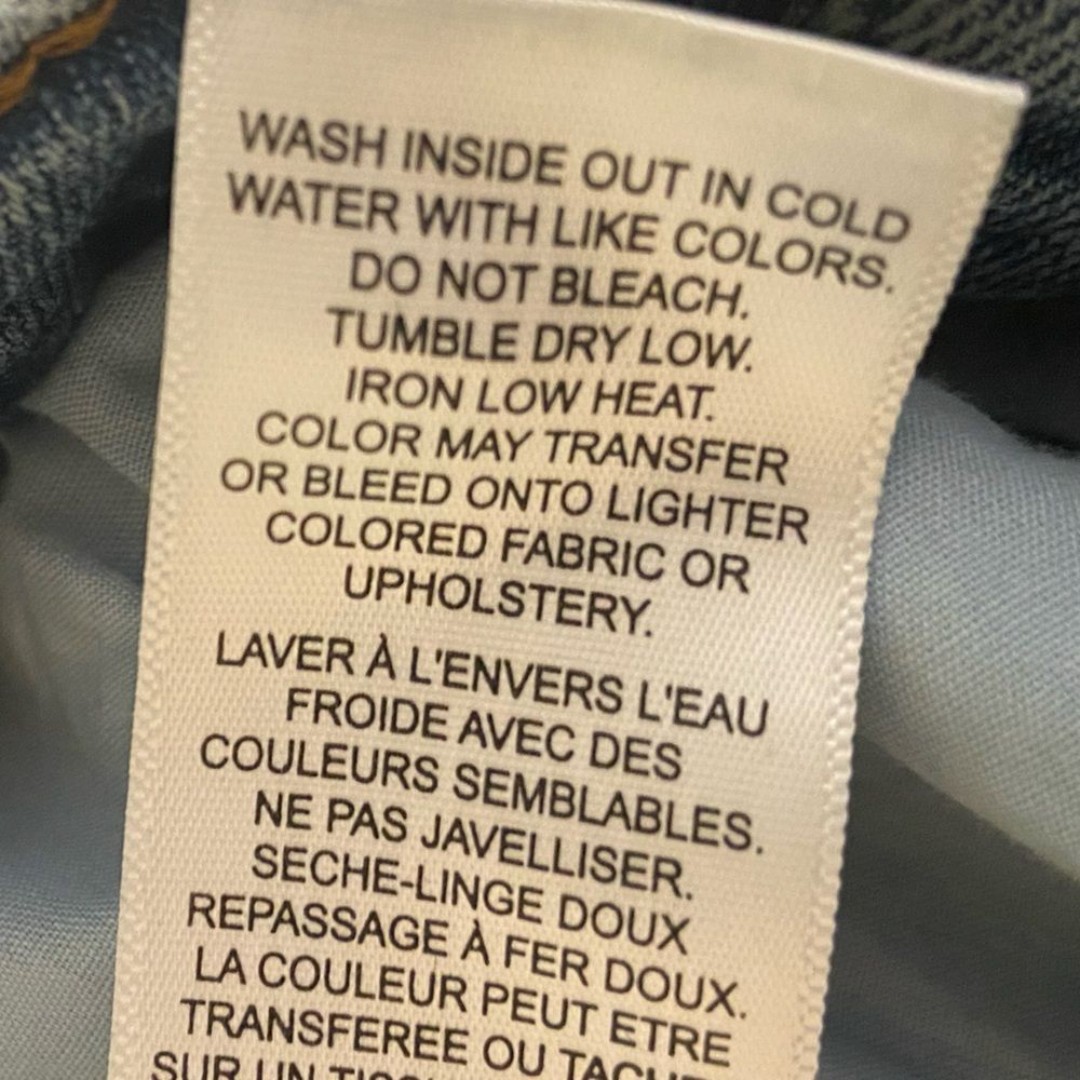 WASH INSIDE OUT IN COLD
WATER WITH LIKE COLORS.
DO NOT BLEACH.
TUMBLE DRY LOW.
IRON LOW HEAT.
COLOR MAY TRANSFER
OR BLEED ONTO LIGHTER
COLORED FABRIC OR
UPHOLSTERY.
LAVER À L'ENVERS L'EAU
FROIDE AVEC DES
COULEURS SEMBLABLES.
NE PAS JAVELLISER.
SECHE-LINGE DOUX
REPASSAGE À FER DOUX.
LA COULEUR PEUT ETRE
TRANSFEREE OU
SUR UN